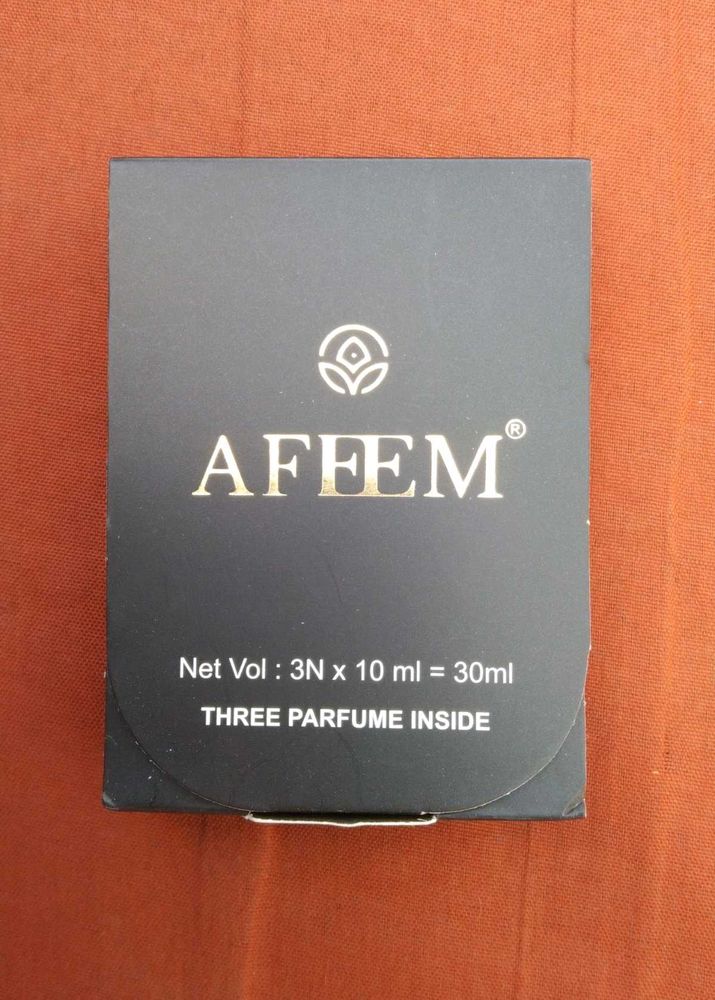 AFEEM®
Net Vol : 3N x 10 ml = 30ml
THREE PARFUME INSIDE